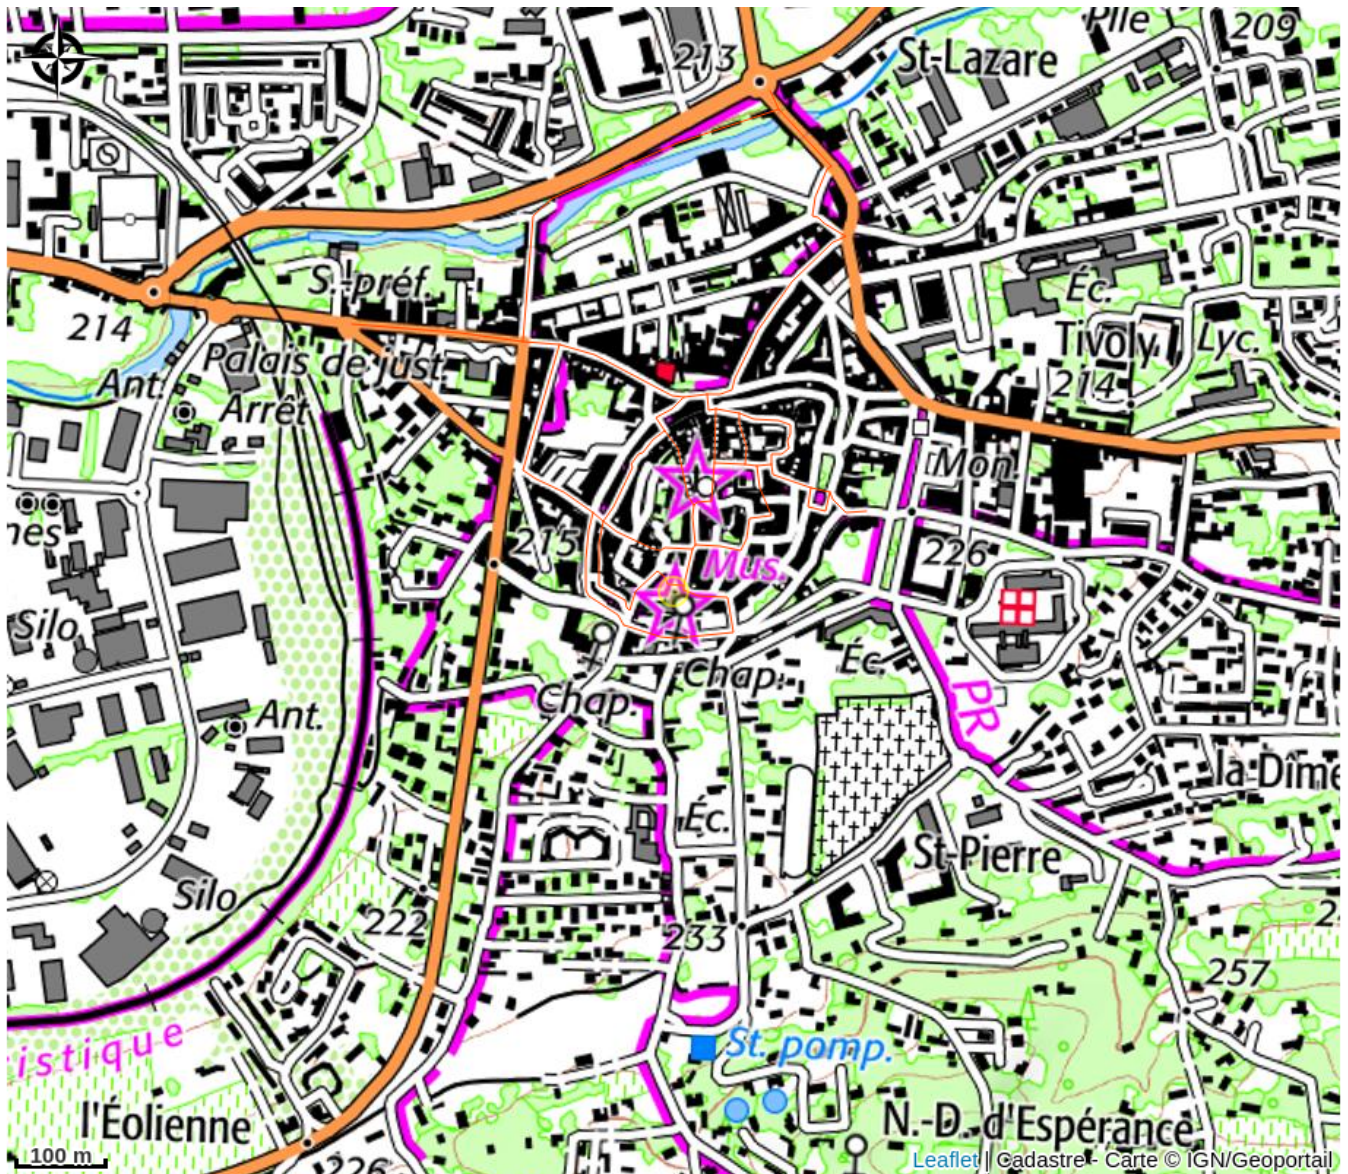 Pile
209
213
St-Lazare
S.-préf.
Éc.
214
Tivoly
Lyc.
Palais de just.
214
Ant.
Arrêt
Mon.
nes
215
226
Mus.
Silo
Éc.
Chap.
Chap.
PR
Ant.
la Dîme
Éc.
St-Pierre
Silo
222
233
2
257
istique
St. pomp.
l'Éolienne
N.-D. d'Espérance
226
100 m
Leaflet | Cadastre - Carte © IGN/Geoportail